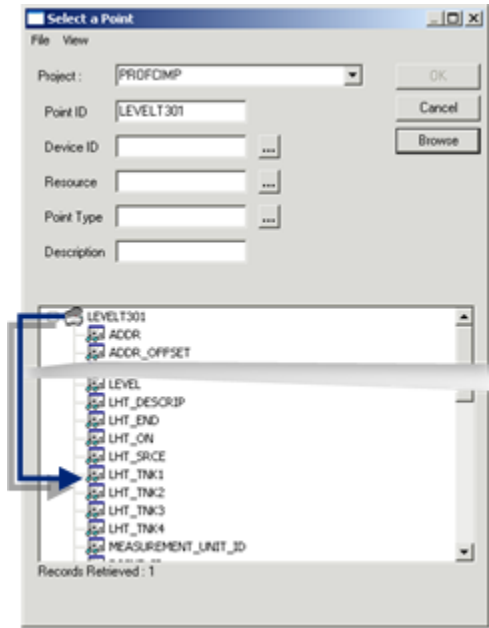 Select a Point
File View
Project : PROFCIMP OK
Point ID LEVELT301 Cancel
Device ID ... Browse
Resource ...
Point Type ...
Description
LEVELT301
ADDR
ADDR_OFFSET
LEVEL
LHT_DESCRIP
LHT_END
LHT_ON
LHT_SRCE
LHT_TNK1
LHT_TNK2
LHT_TNK3
LHT_TNK4
MEASUREMENT_UNIT_ID
Records Retrieved : 1